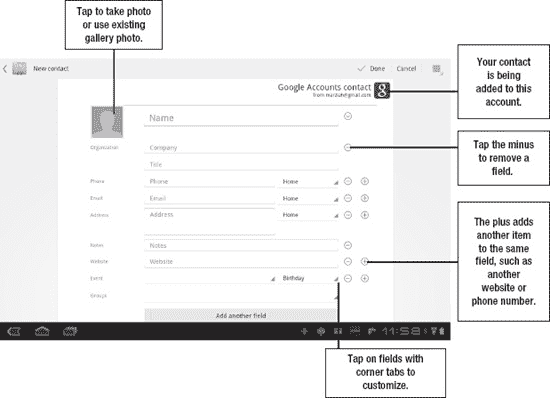 Tap to take photo
or use existing
gallery photo.
New contact
Done
Cancel
Google Accounts contact
Your contact
is being
added to this
account.
Name
Organization
Company
Title
Tap the minus
to remove a
field.
Phone
Phone
Home
Email
Email
Home
Address
Address
Home
Notes
Notes
Website
Website
Event
Birthday
Groups
The plus adds
another item
to the same
field, such as
another
website or
phone number.
Add another field
11:58
Tap on fields with
corner tabs to
customize.